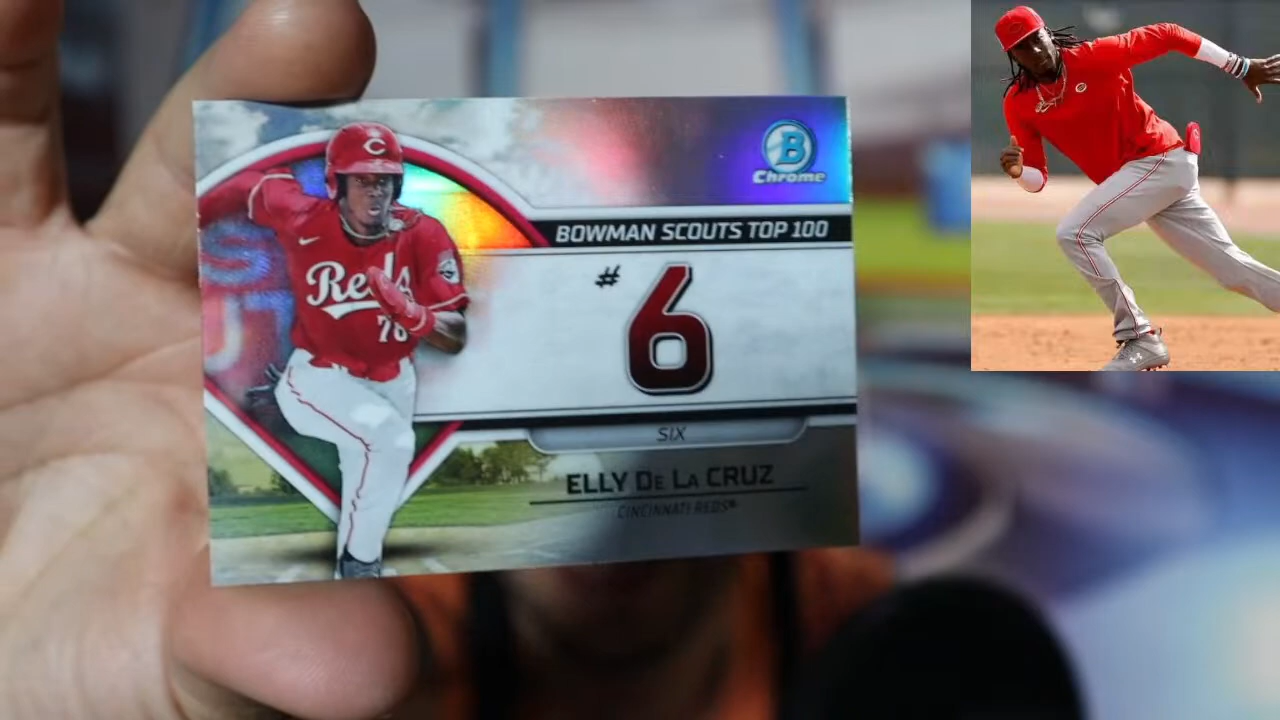 B
Chrome
BOWMAN SCOUTS TOP 100
#6
SIX
ELLY De La CRUZ
CINCINNATI REDS®
C
Reds